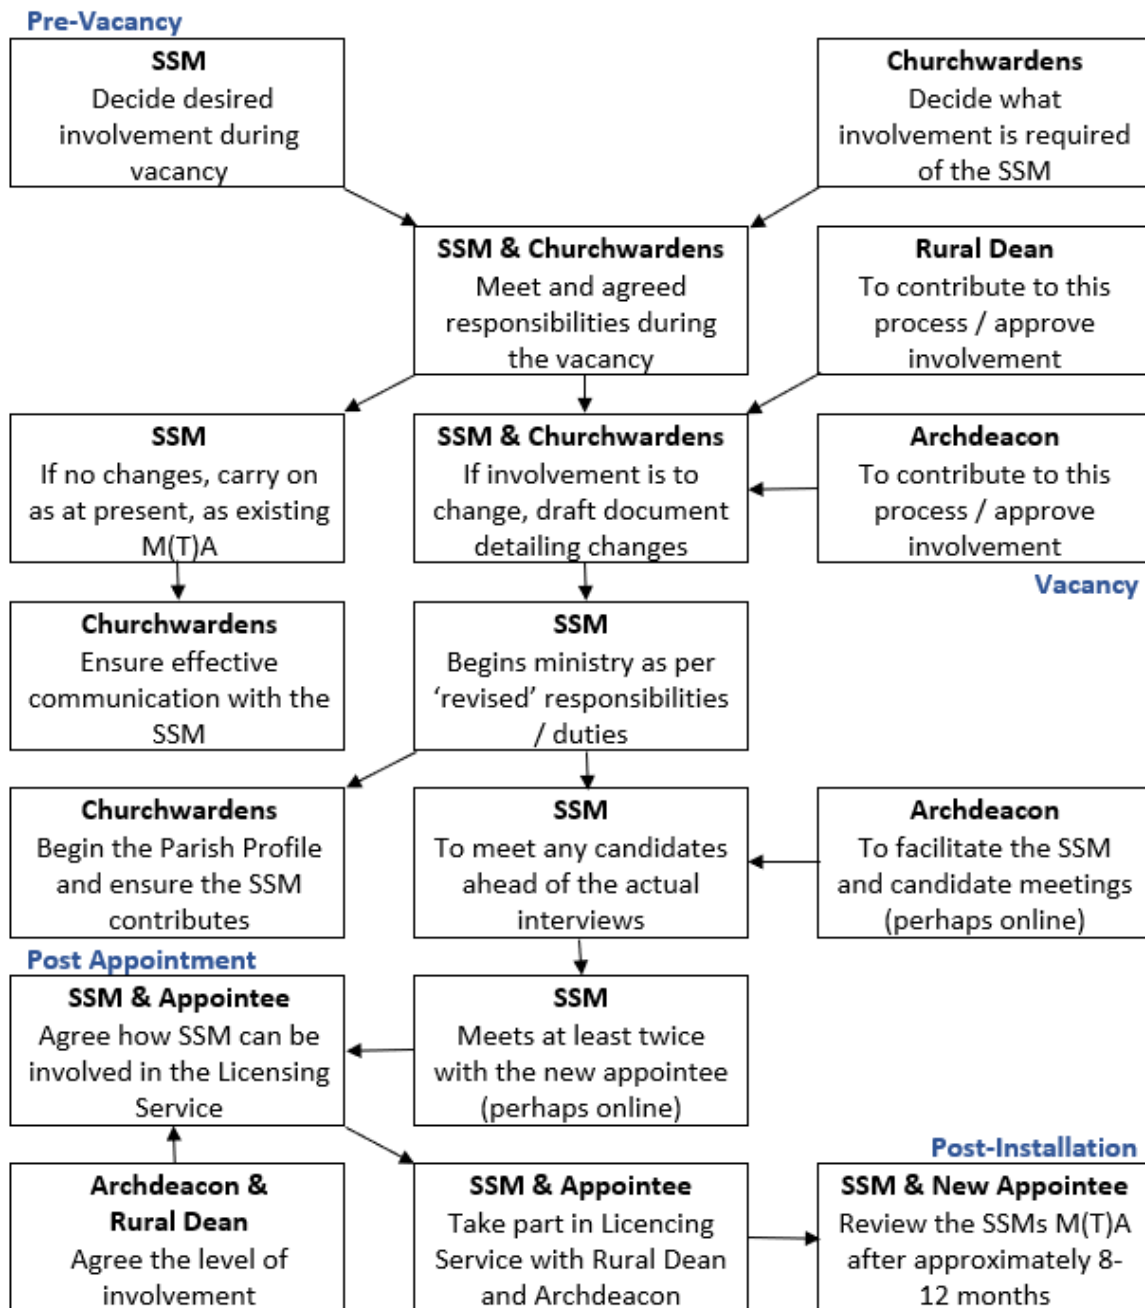 Pre-Vacancy
SSM
Decide desired
involvement during
vacancy
Churchwardens
Decide what
involvement is required
of the SSM
SSM & Churchwardens
Meet and agreed
responsibilities during
the vacancy
Rural Dean
To contribute to this
process / approve
involvement
SSM
If no changes, carry on
as at present, as existing
M(T)A
SSM & Churchwardens
If involvement is to
change, draft document
detailing changes
Archdeacon
To contribute to this
process / approve
involvement
Vacancy
Churchwardens
Ensure effective
communication with the
SSM
SSM
Begins ministry as per
‘revised’ responsibilities
/ duties
Churchwardens
Begin the Parish Profile
and ensure the SSM
contributes
SSM
To meet any candidates
ahead of the actual
interviews
Archdeacon
To facilitate the SSM
and candidate meetings
(perhaps online)
Post Appointment
SSM & Appointee
Agree how SSM can be
involved in the Licensing
Service
SSM
Meets at least twice
with the new appointee
(perhaps online)
Post-Installation
Archdeacon &
Rural Dean
Agree the level of
involvement
SSM & Appointee
Take part in Licencing
Service with Rural Dean
and Archdeacon
SSM & New Appointee
Review the SSMs M(T)A
after approximately 8-
12 months